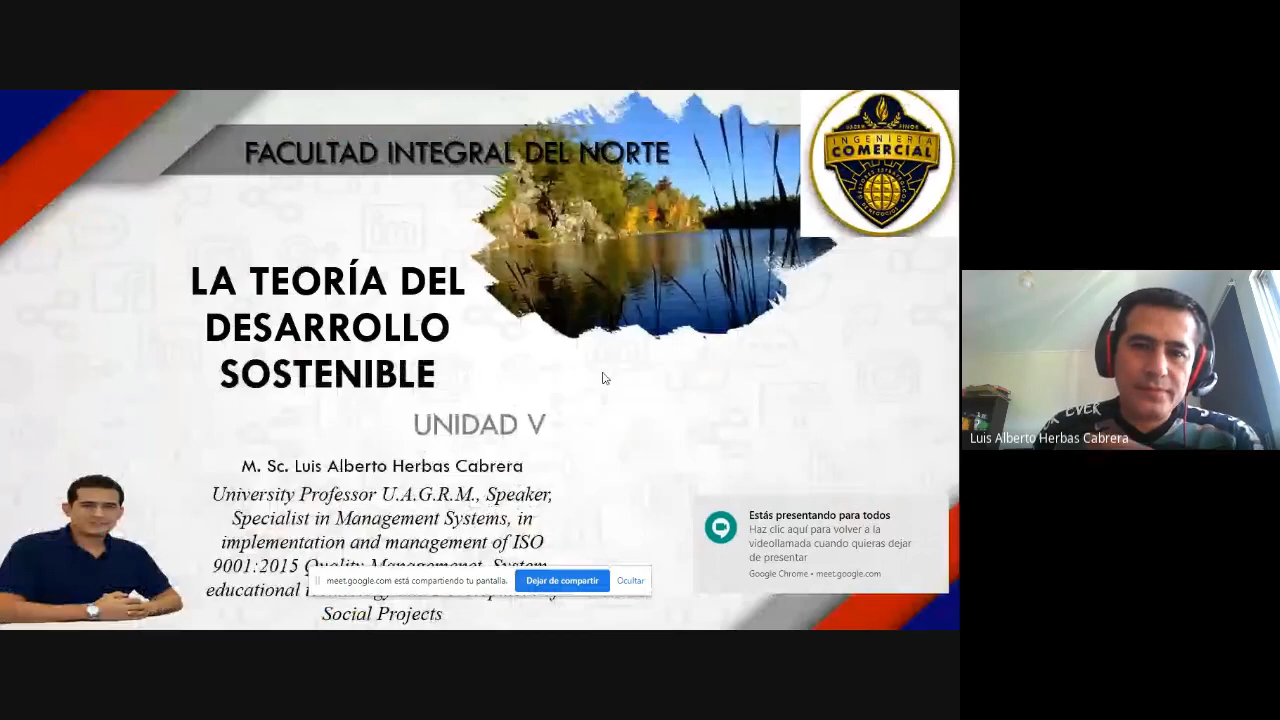 FACULTAD INTEGRAL DEL NORTE
INGENIERÍA
COMERCIAL
LA TEORÍA DEL
DESARROLLO
SOSTENIBLE
UNIDAD V
M. Sc. Luis Alberto Herbas Cabrera
University Professor U.A.G.R.M., Speaker,
Specialist in Management Systems, in
implementation and management of ISO
9001:2015 Quality
educational
Social Projects
meet.google.com está compartiendo tu pantalla.
Dejar de compartir
Ocultar
Estás presentando para todos
Haz clic aquí para volver a la
videollamada cuando quieras dejar
de presentar
Google Chrome • meet.google.com
EVER
Luis Alberto Herbas Cabrera